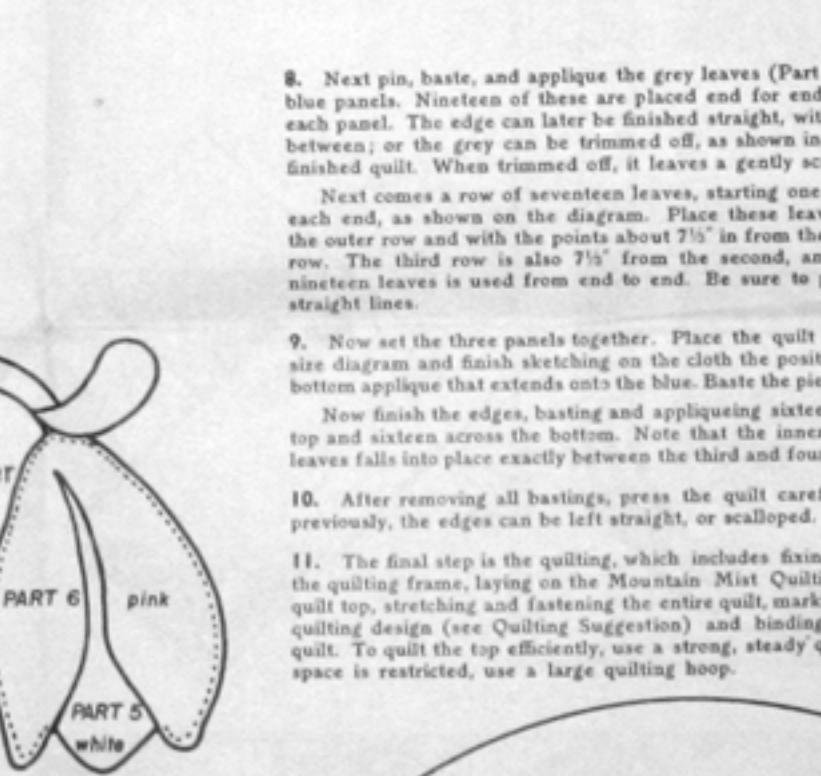 8. Next pin, baste, and applique the grey leaves (Part
blue panels. Nineteen of these are placed end for end
each panel. The edge can later be finished straight, wit
between; or the grey can be trimmed off, as shown in
finished quilt. When trimmed off, it leaves a gently sc
Next comes a row of seventeen leaves, starting one
each end, as shown on the diagram. Place these leav
the outer row and with the points about 7½" in from the
row. The third row is also 7½" from the second, an
nineteen leaves is used from end to end. Be sure to p
straight lines.
9. Now set the three panels together. Place the quilt
size diagram and finish sketching on the cloth the posit
bottom applique that extends onto the blue. Baste the pie
Now finish the edges, basting and appliqueing sixtee
top and sixteen across the bottom. Note that the inner
leaves falls into place exactly between the third and four
10. After removing all bastings, press the quilt caref
previously, the edges can be left straight, or scalloped.
11. The final step is the quilting, which includes fixin
the quilting frame, laying on the Mountain Mist Quilti
quilt top, stretching and fastening the entire quilt, mark
quilting design (see Quilting Suggestion) and binding
quilt. To quilt the top efficiently, use a strong, steady q
space is restricted, use a large quilting hoop.
PART 6
pink
PART 5
white